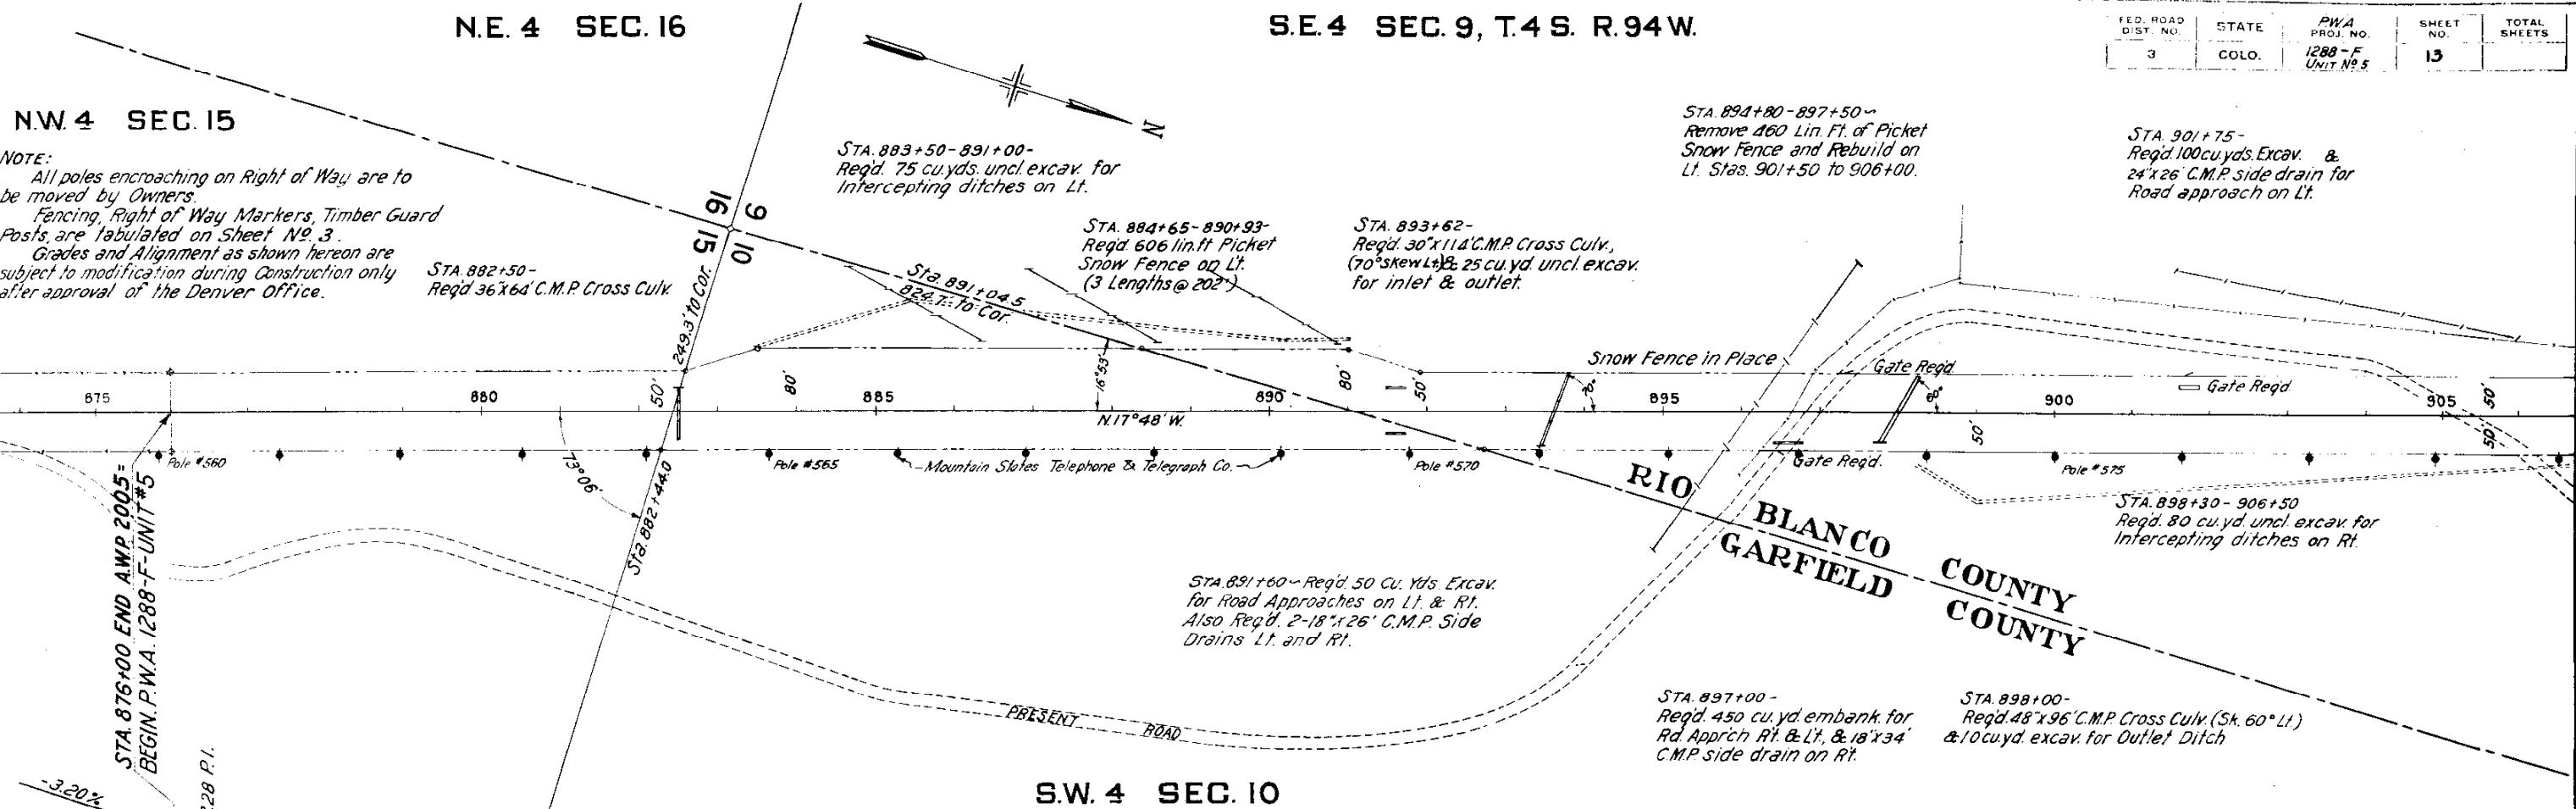 N.E. 4 SEC. 16
S.E. 4 SEC. 9, T. 4 S. R. 94 W.
FED. ROAD DIST. NO.
STATE
PWA PROJ. NO.
SHEET NO.
TOTAL SHEETS
3
COLO.
1288-F UNIT Nº 5
13
N.W. 4 SEC. 15
NOTE:
All poles encroaching on Right of Way are to
be moved by Owners.
Fencing, Right of Way Markers, Timber Guard
Posts, are tabulated on Sheet Nº 3.
Grades and Alignment as shown hereon are
subject to modification during Construction only
after approval of the Denver Office.
STA. 882+50-
Reqd 36"x64' C.M.P. Cross Culv.
N
STA. 883+50-891+00-
Reqd. 75 cu.yds. uncl. excav. for
Intercepting ditches on Lt.
STA. 884+65-890+93-
Reqd. 606 lin.ft Picket
Snow Fence on Lt.
(3 Lengths @ 202')
STA. 893+62-
Reqd. 30"x114' C.M.P. Cross Culv.,
(70° skew Lt.) & 25 cu.yd. uncl. excav.
for inlet & outlet.
STA. 894+80-897+50-
Remove 460 Lin. Ft. of Picket
Snow Fence and Rebuild on
Lt. Stas. 901+50 to 906+00.
STA. 901+75-
Reqd. 100 cu.yds. Excav. &
24"x26' C.M.P. side drain for
Road approach on Lt.
16
9
15
10
249.3' to Cor.
Sta. 891+04.5
824.7' to Cor.
Snow Fence in Place
Gate Reqd
Gate Reqd
875
880
885
890
895
900
905
50'
80'
16°53'
80'
50'
70°
60°
50'
50'
50'
N. 17°48' W.
73°06'
Sta. 882+44.0
Pole #560
Pole #565
Mountain States Telephone & Telegraph Co.
Pole #570
Gate Req'd.
Pole #575
STA. 876+00 END A.W.P. 2005=
BEGIN. P.W.A. 1288-F-UNIT #5
RIO BLANCO COUNTY
GARFIELD COUNTY
STA. 898+30-906+50
Reqd. 80 cu.yd. uncl. excav. for
Intercepting ditches on Rt.
STA. 891+60-Req'd. 50 Cu. Yds. Excav.
for Road Approaches on Lt. & Rt.
Also Req'd. 2-18"x26' C.M.P. Side
Drains Lt. and Rt.
PRESENT ROAD
STA. 897+00-
Req'd. 450 cu.yd. embank. for
Rd. Apprch Rt. & Lt., & 18"x34'
C.M.P. side drain on Rt.
STA. 898+00-
Req'd. 48"x96' C.M.P. Cross Culv. (Sk. 60° Lt.)
& 10 cu.yd. excav. for Outlet Ditch
-3.20%
.28 P.I.
S.W. 4 SEC. 10